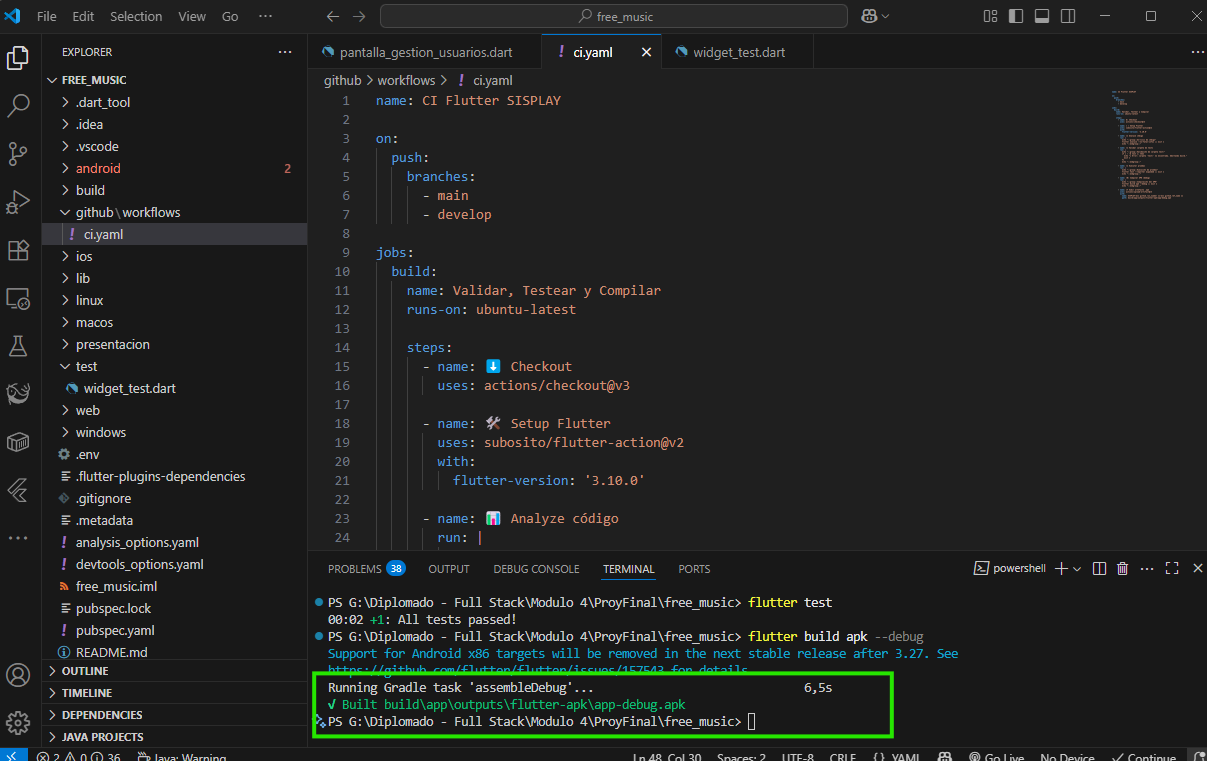 File Edit Selection View Go ··· free_music
EXPLORER ···
FREE_MUSIC
.dart_tool
.idea
.vscode
android 2
build
github\workflows
! ci.yaml
ios
lib
linux
macos
presentacion
test
widget_test.dart
web
windows
.env
.flutter-plugins-dependencies
.gitignore
.metadata
! analysis_options.yaml
! devtools_options.yaml
free_music.iml
pubspec.lock
! pubspec.yaml
README.md
OUTLINE
TIMELINE
DEPENDENCIES
JAVA PROJECTS
pantalla_gestion_usuarios.dart ! ci.yaml widget_test.dart ···
github > workflows > ! ci.yaml
1 name: CI Flutter SISPLAY
2
3 on:
4 push:
5 branches:
6 - main
7 - develop
8
9 jobs:
10 build:
11 name: Validar, Testear y Compilar
12 runs-on: ubuntu-latest
13
14 steps:
15 - name: ⬇️ Checkout
16 uses: actions/checkout@v3
17
18 - name: 🛠 Setup Flutter
19 uses: subosito/flutter-action@v2
20 with:
21 flutter-version: '3.10.0'
22
23 - name: 📊 Analyze código
24 run: |
PROBLEMS 38 OUTPUT DEBUG CONSOLE TERMINAL PORTS powershell
PS G:\Diplomado - Full Stack\Modulo 4\ProyFinal\free_music> flutter test
00:02 +1: All tests passed!
PS G:\Diplomado - Full Stack\Modulo 4\ProyFinal\free_music> flutter build apk --debug
Support for Android x86 targets will be removed in the next stable release after 3.27. See
https://github.com/flutter/flutter/issues/157543 for details.
Running Gradle task 'assembleDebug'... 6,5s
√ Built build\app\outputs\flutter-apk\app-debug.apk
PS G:\Diplomado - Full Stack\Modulo 4\ProyFinal\free_music>
2 0 36 Java: Warning Ln 48, Col 30 Spaces: 2 UTF-8 CRLF {} YAML Go Live No Device Continue